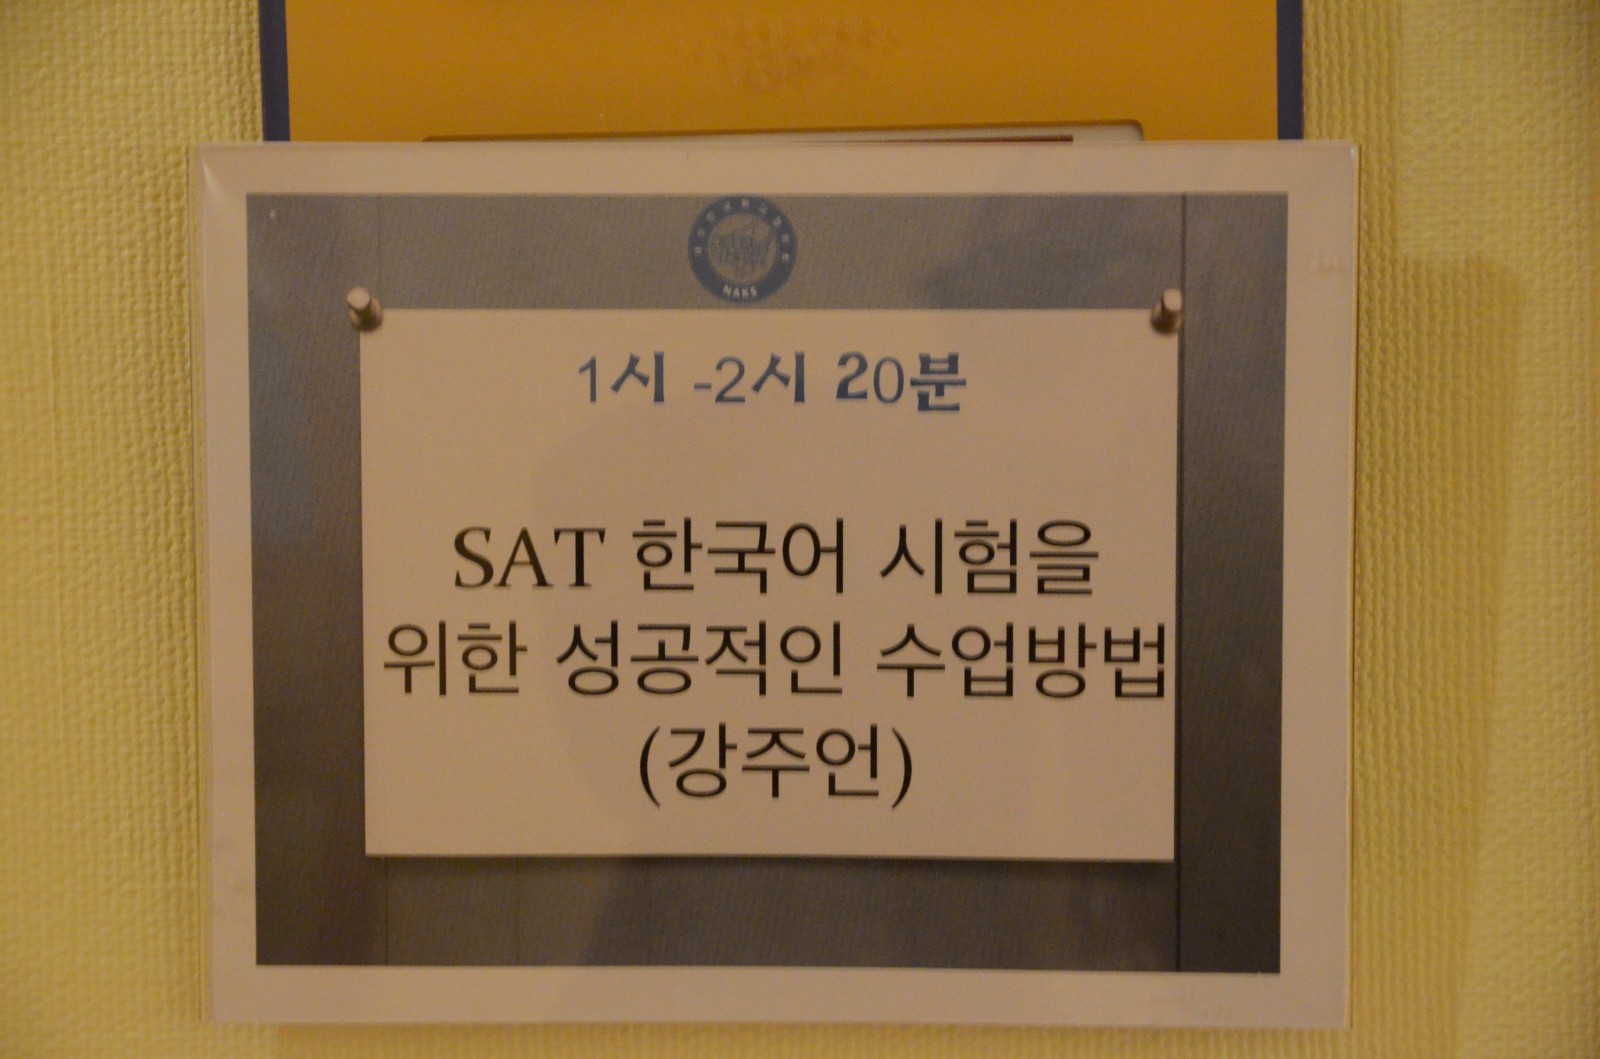 NAKS
1시 -2시 20분
SAT 한국어 시험을
위한 성공적인 수업방법
(강주언)